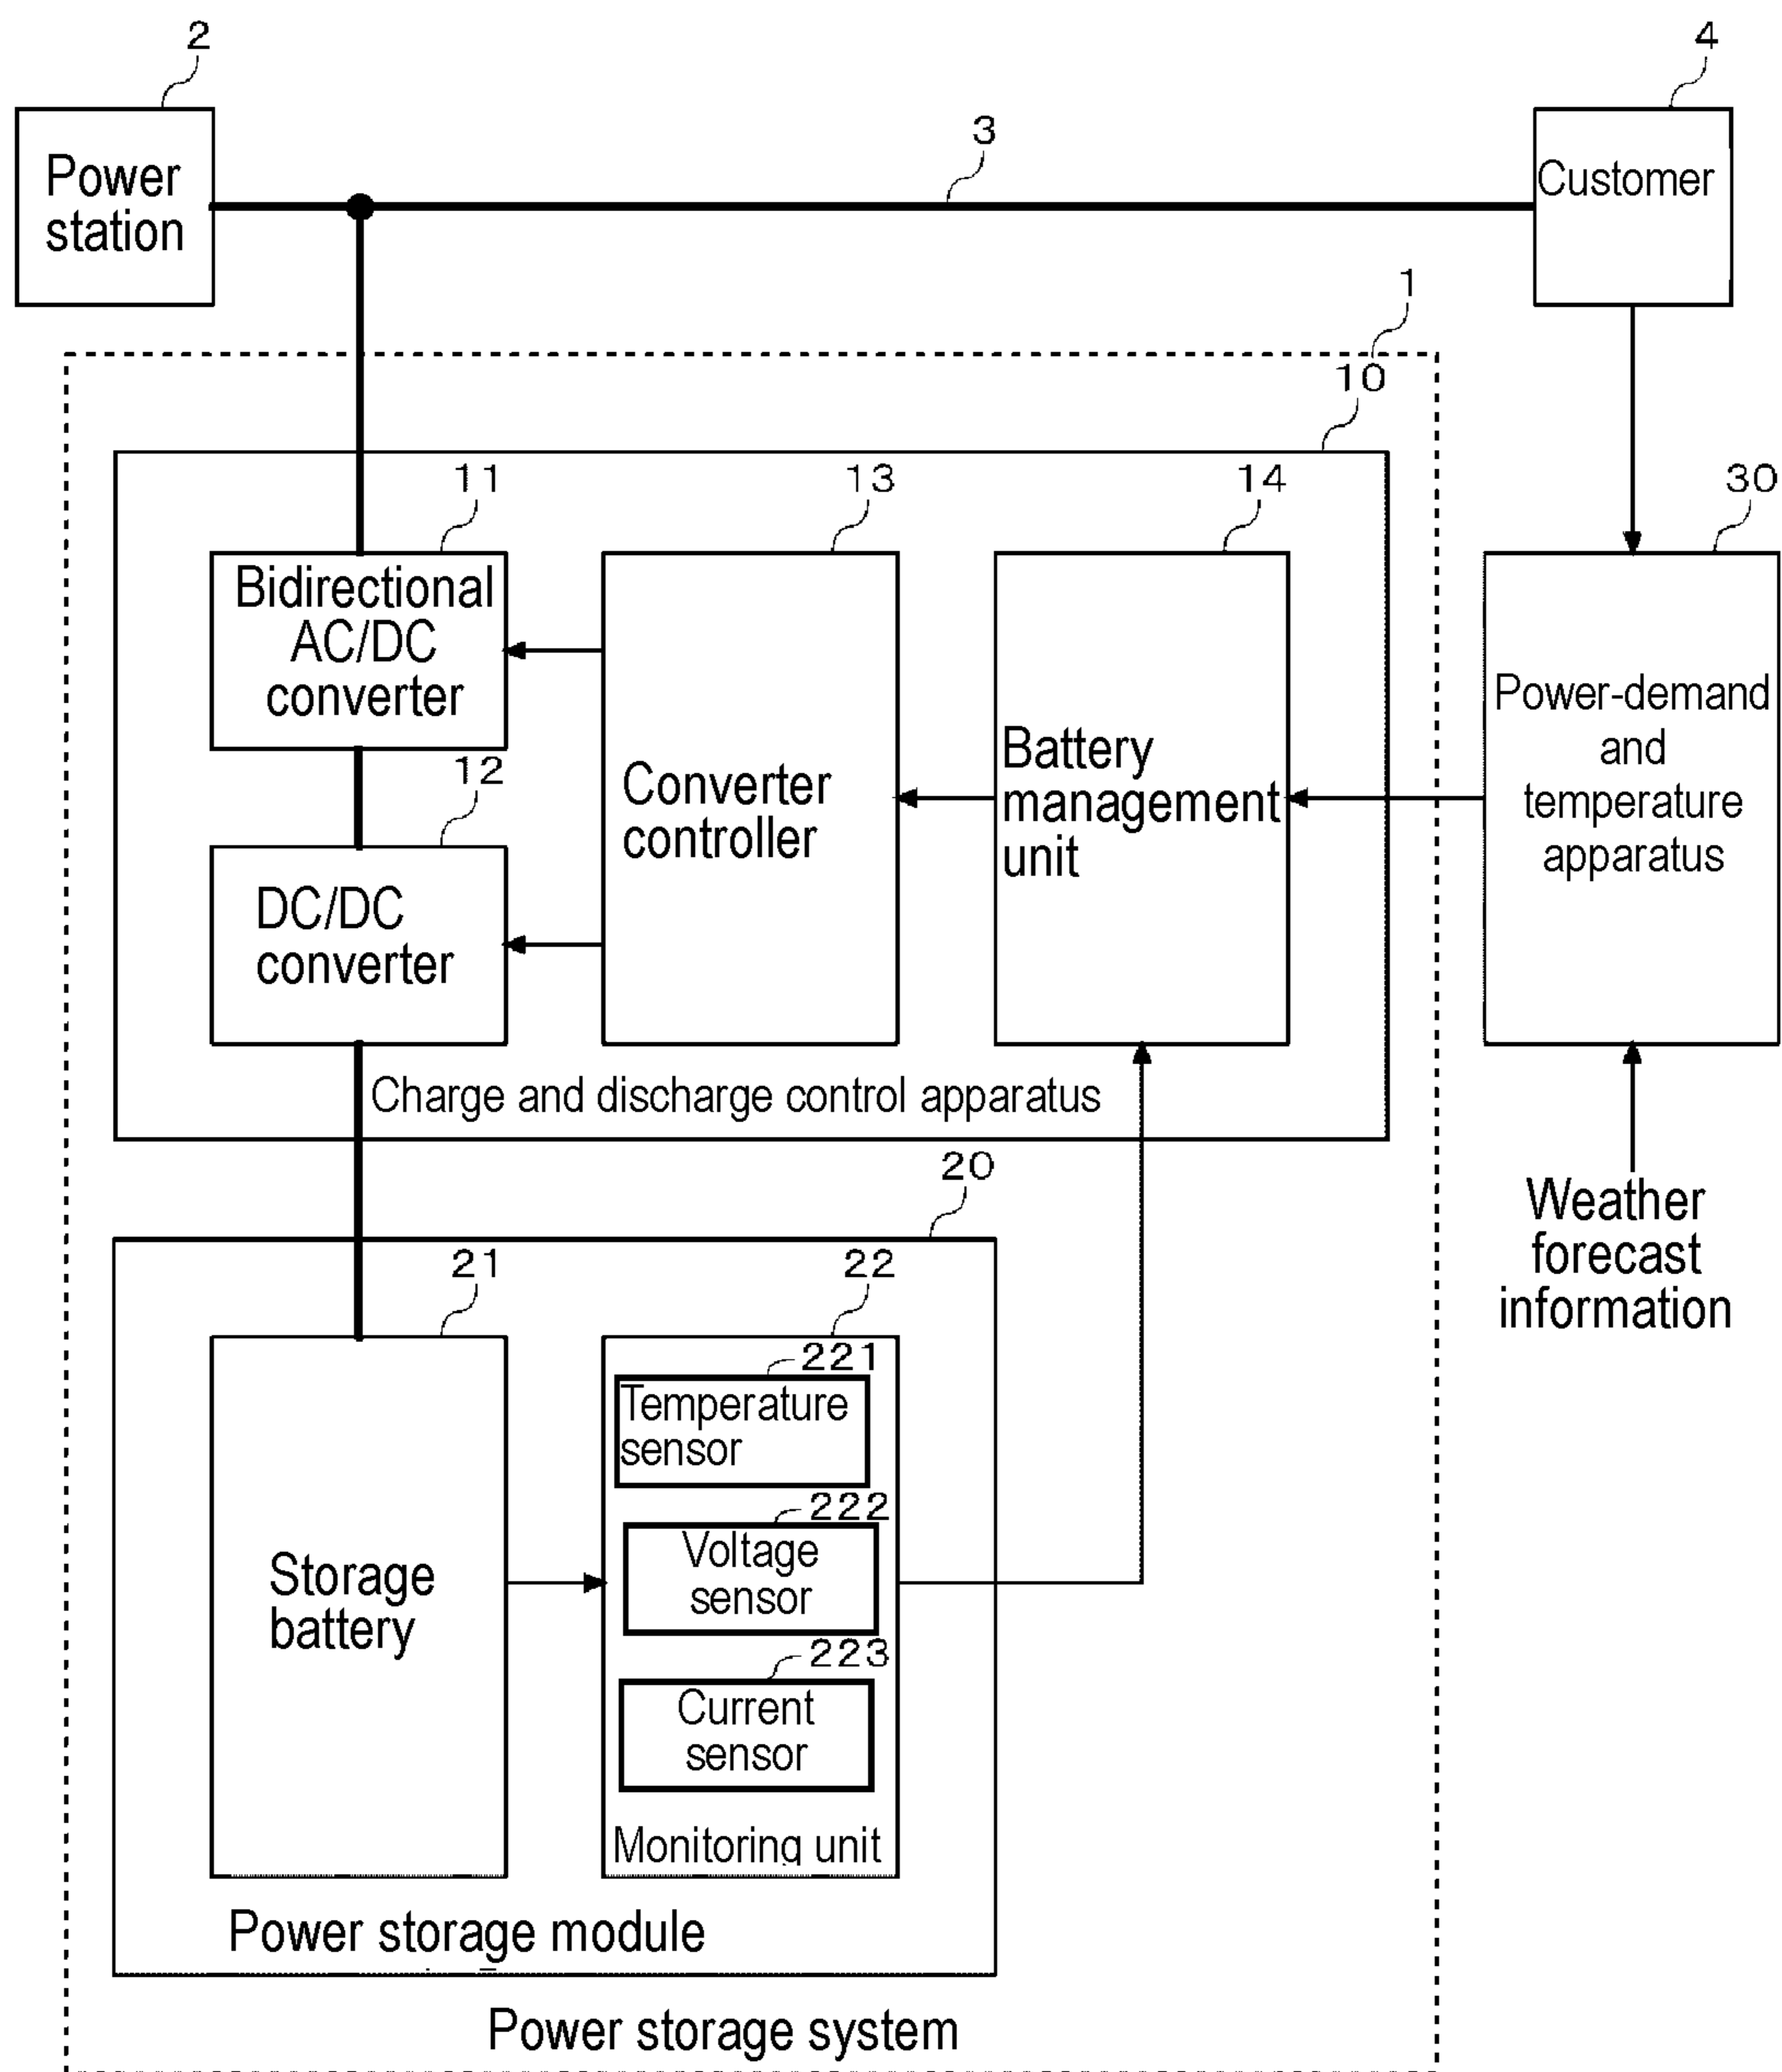 2
4
3
Power
station
Customer
1
10
11
13
14
30
Bidirectional
AC/DC
converter
12
Converter
controller
Battery
management
unit
Power-demand
and
temperature
apparatus
DC/DC
converter
Charge and discharge control apparatus
20
Weather
forecast
information
21
22
221
Temperature
sensor
222
Voltage
sensor
Storage
battery
223
Current
sensor
Monitoring unit
Power storage module
Power storage system